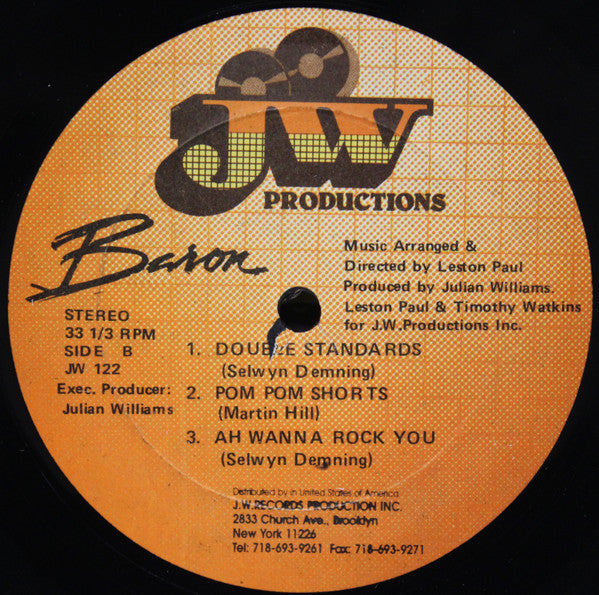 JW
PRODUCTIONS
Baron
Music Arranged &
Directed by Leston Paul
Produced by Julian Williams.
Leston Paul & Timothy Watkins
for J.W.Productions Inc.
STEREO
33 1/3 RPM
SIDE B
JW 122
Exec. Producer:
Julian Williams
1. DOUBLE STANDARDS
(Selwyn Demning)
2. POM POM SHORTS
(Martin Hill)
3. AH WANNA ROCK YOU
(Selwyn Demning)
Distributed by in United States of America
J.W.RECORDS PRODUCTION INC.
2833 Church Ave., Brooklyn
New York 11226
Tel: 718-693-9261 Fax: 718-693-9271